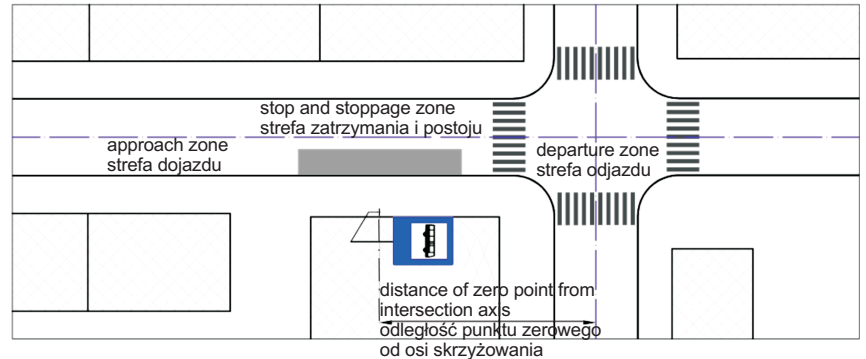 stop and stoppage zone
strefa zatrzymania i postoju
approach zone
strefa dojazdu
departure zone
strefa odjazdu
distance of zero point from
intersection axis
odległość punktu zerowego
od osi skrzyżowania